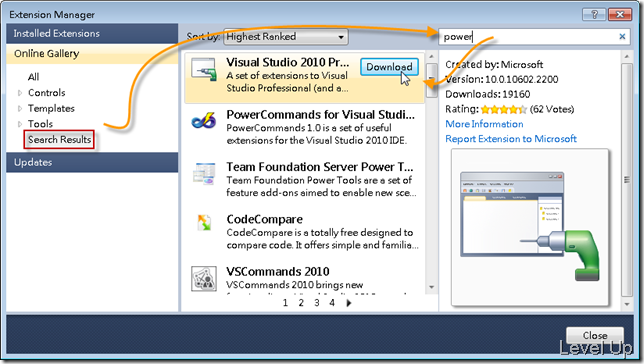 Extension Manager
Installed Extensions
Online Gallery
All
Controls
Templates
Tools
Search Results
Updates
Sort by: Highest Ranked
Visual Studio 2010 Pr...
Download
A set of extensions to Visual
Studio Professional (and a...
PowerCommands for Visual Studi...
PowerCommands 1.0 is a set of useful
extensions for the Visual Studio 2010 IDE.
Team Foundation Server Power T...
Team Foundation Power Tools are a set of
feature add-ons aimed to enable new sce...
CodeCompare
CodeCompare is a totally free designed to
compare code. It offers simple and familia...
VSCommands 2010
VSCommands 2010 brings new
1 2 3 4
power
Created by: Microsoft
Version: 10.0.10602.2200
Downloads: 19160
Rating: (62 Votes)
More Information
Report Extension to Microsoft
Close
Level Up